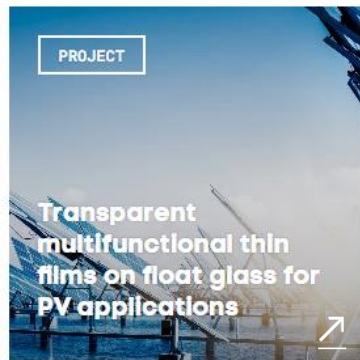 PROJECT
Transparent
multifunctional thin
films on float glass for
PV applications